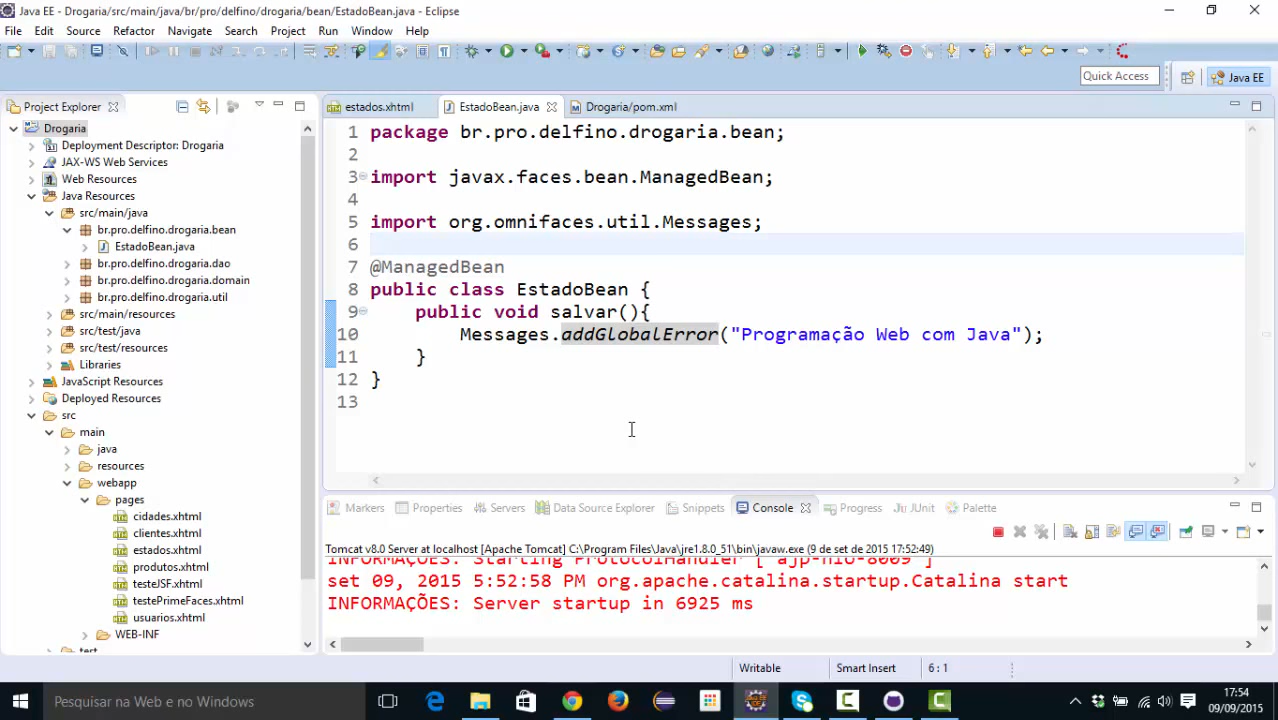 Java EE - Drogaria/src/main/java/br/pro/delfino/drogaria/bean/EstadoBean.java - Eclipse
File Edit Source Refactor Navigate Search Project Run Window Help
Quick Access
Java EE
Project Explorer
Drogaria
Deployment Descriptor: Drogaria
JAX-WS Web Services
Web Resources
Java Resources
src/main/java
br.pro.delfino.drogaria.bean
EstadoBean.java
br.pro.delfino.drogaria.dao
br.pro.delfino.drogaria.domain
br.pro.delfino.drogaria.util
src/main/resources
src/test/java
src/test/resources
Libraries
JavaScript Resources
Deployed Resources
src
main
java
resources
webapp
pages
cidades.xhtml
clientes.xhtml
estados.xhtml
produtos.xhtml
testeJSF.xhtml
testePrimeFaces.xhtml
usuarios.xhtml
WEB-INF
test
estados.xhtml EstadoBean.java Drogaria/pom.xml
1 package br.pro.delfino.drogaria.bean;
2
3 import javax.faces.bean.ManagedBean;
4
5 import org.omnifaces.util.Messages;
6
7 @ManagedBean
8 public class EstadoBean {
9 public void salvar(){
10 Messages.addGlobalError("Programação Web com Java");
11 }
12 }
13
Markers Properties Servers Data Source Explorer Snippets Console Progress JUnit Palette
Tomcat v8.0 Server at localhost [Apache Tomcat] C:\Program Files\Java\jre1.8.0_51\bin\javaw.exe (9 de set de 2015 17:52:49)
INFORMAÇÕES: Starting ProtocolHandler ["ajp-nio-8009"]
set 09, 2015 5:52:58 PM org.apache.catalina.startup.Catalina start
INFORMAÇÕES: Server startup in 6925 ms
Writable Smart Insert 6 : 1
Pesquisar na Web e no Windows
17:54
09/09/2015